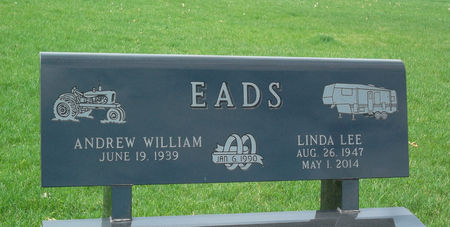 EADS
ANDREW WILLIAM
JUNE 19, 1939
JAN. 6, 1990
LINDA LEE
AUG. 26, 1947
MAY 1, 2014